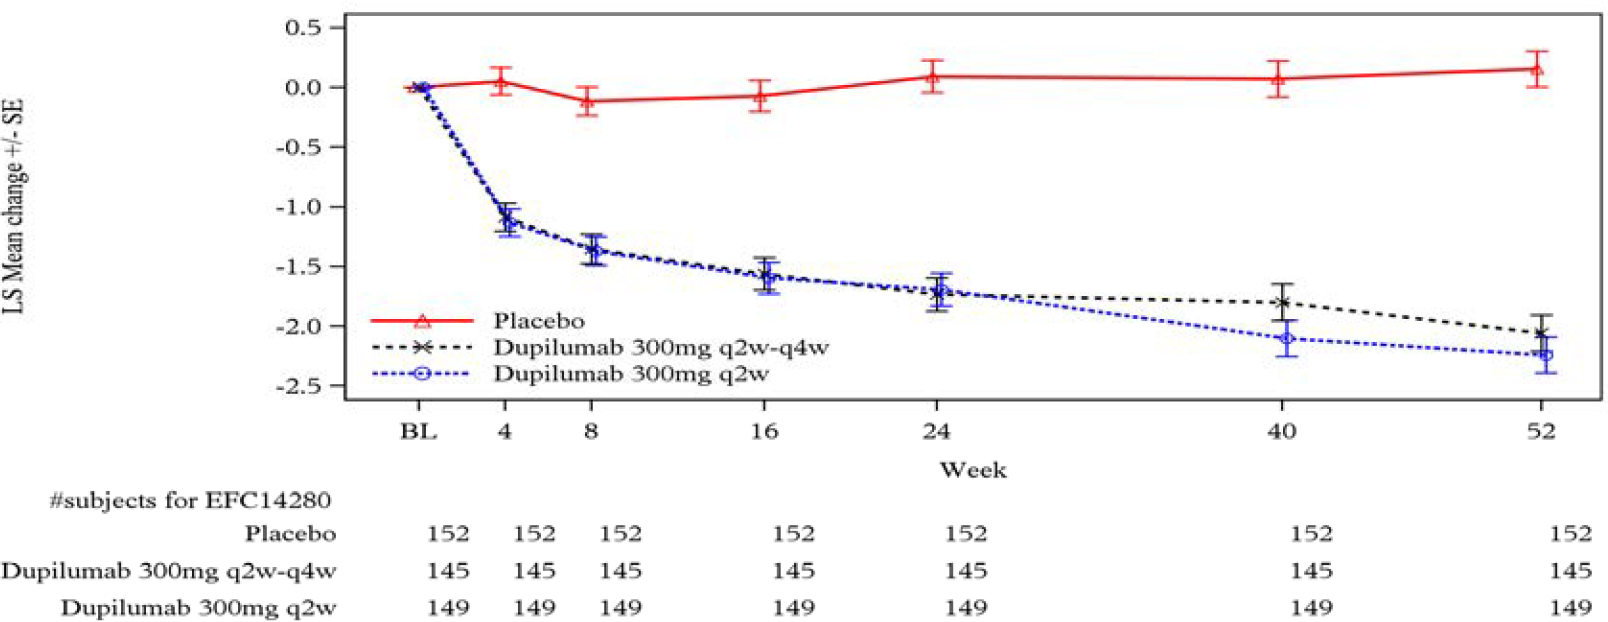 LS Mean change +/- SE
0.5
0.0
-0.5
-1.0
-1.5
-2.0
-2.5
Placebo
Dupilumab 300mg q2w-q4w
Dupilumab 300mg q2w
BL 4 8 16 24 40 52
Week
#subjects for EFC14280
Placebo 152 152 152 152 152 152 152
Dupilumab 300mg q2w-q4w 145 145 145 145 145 145 145
Dupilumab 300mg q2w 149 149 149 149 149 149 149